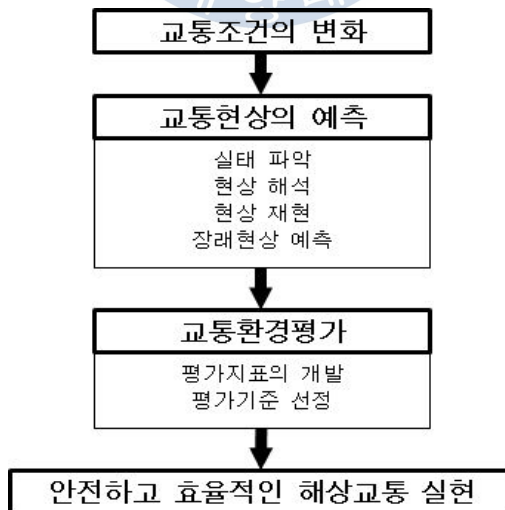 교통조건의 변화
교통현상의 예측
실태 파악
현상 해석
현상 재현
장래현상 예측
교통환경평가
평가지표의 개발
평가기준 선정
안전하고 효율적인 해상교통 실현